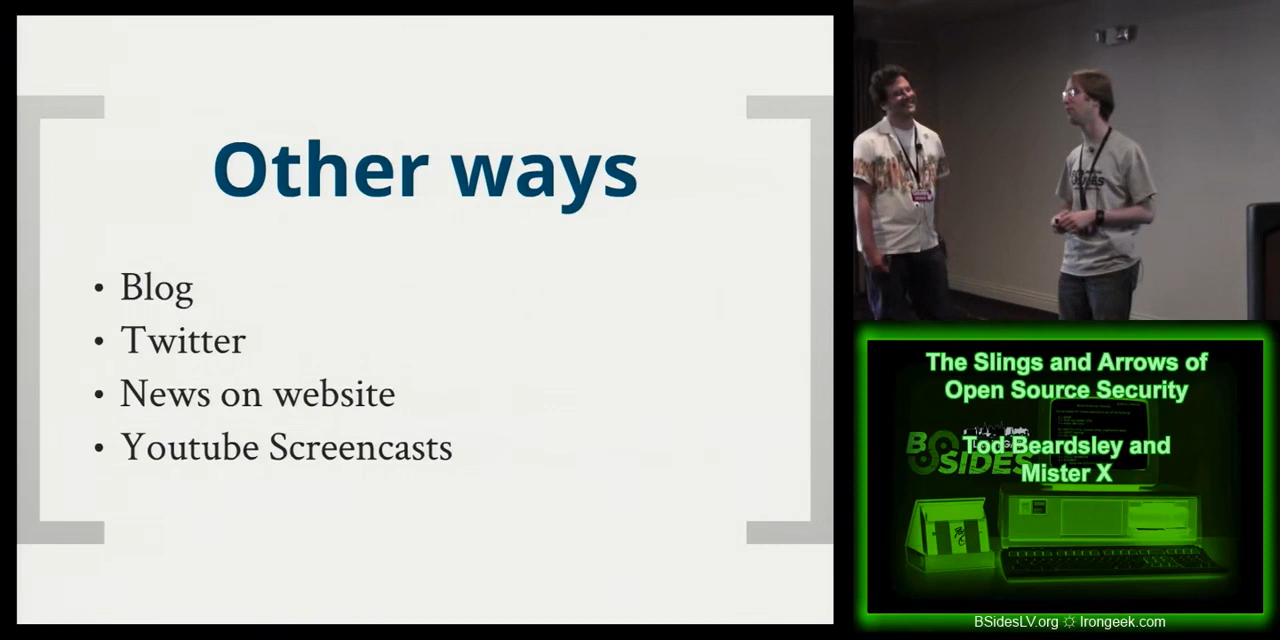 Other ways
• Blog
• Twitter
• News on website
• Youtube Screencasts
SIDES
The Slings and Arrows of
Open Source Security
BSIDES
Tod Beardsley and
Mister X
BSidesLV.org ☼ Irongeek.com